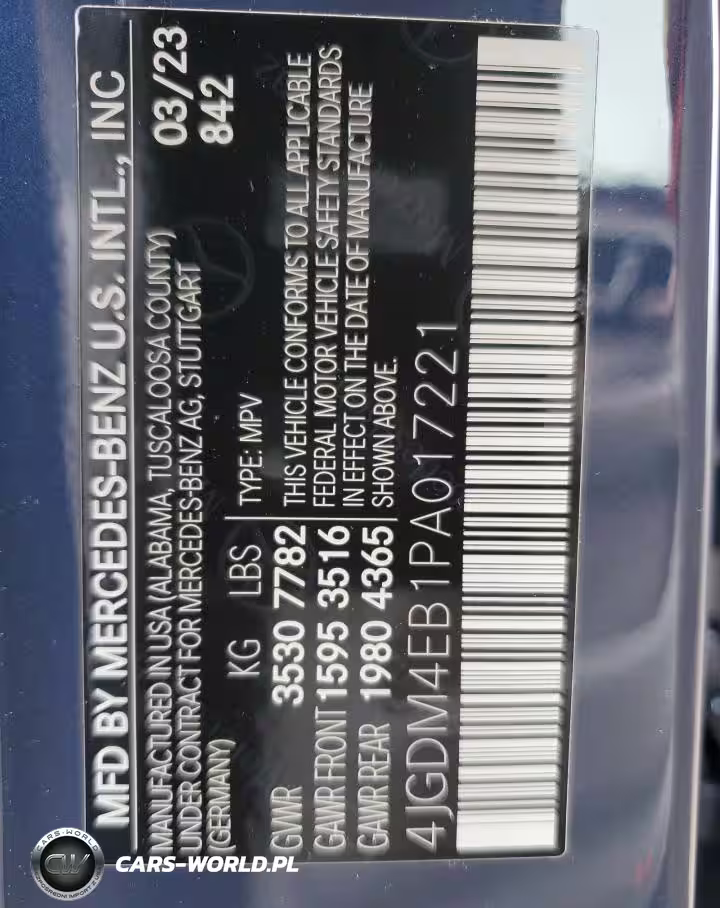 MFD BY MERCEDES-BENZ U.S. INTL., INC
MANUFACTURED IN USA (ALABAMA, TUSCALOOSA COUNTY) 03/23
UNDER CONTRACT FOR MERCEDES-BENZ AG, STUTTGART 842
(GERMANY)
KG LBS TYPE: MPV
GVWR 3530 7782
GAWR FRONT 1595 3516
GAWR REAR 1980 4365
THIS VEHICLE CONFORMS TO ALL APPLICABLE
FEDERAL MOTOR VEHICLE SAFETY STANDARDS
IN EFFECT ON THE DATE OF MANUFACTURE
SHOWN ABOVE.
4JGDM4EB1PA017221
CARS-WORLD
CW
CARS-WORLD.PL